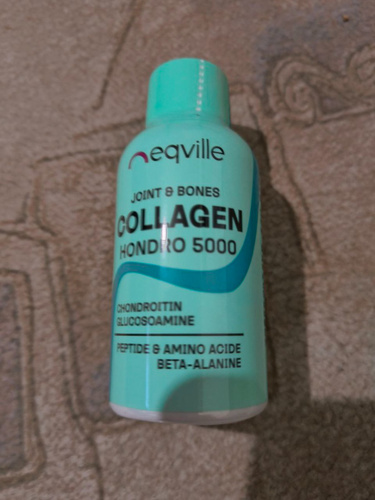 eqville
JOINT & BONES
COLLAGEN
HONDRO 5000
CHONDROITIN
GLUCOSOAMINE
PEPTIDE & AMINO ACIDE
BETA-ALANINE